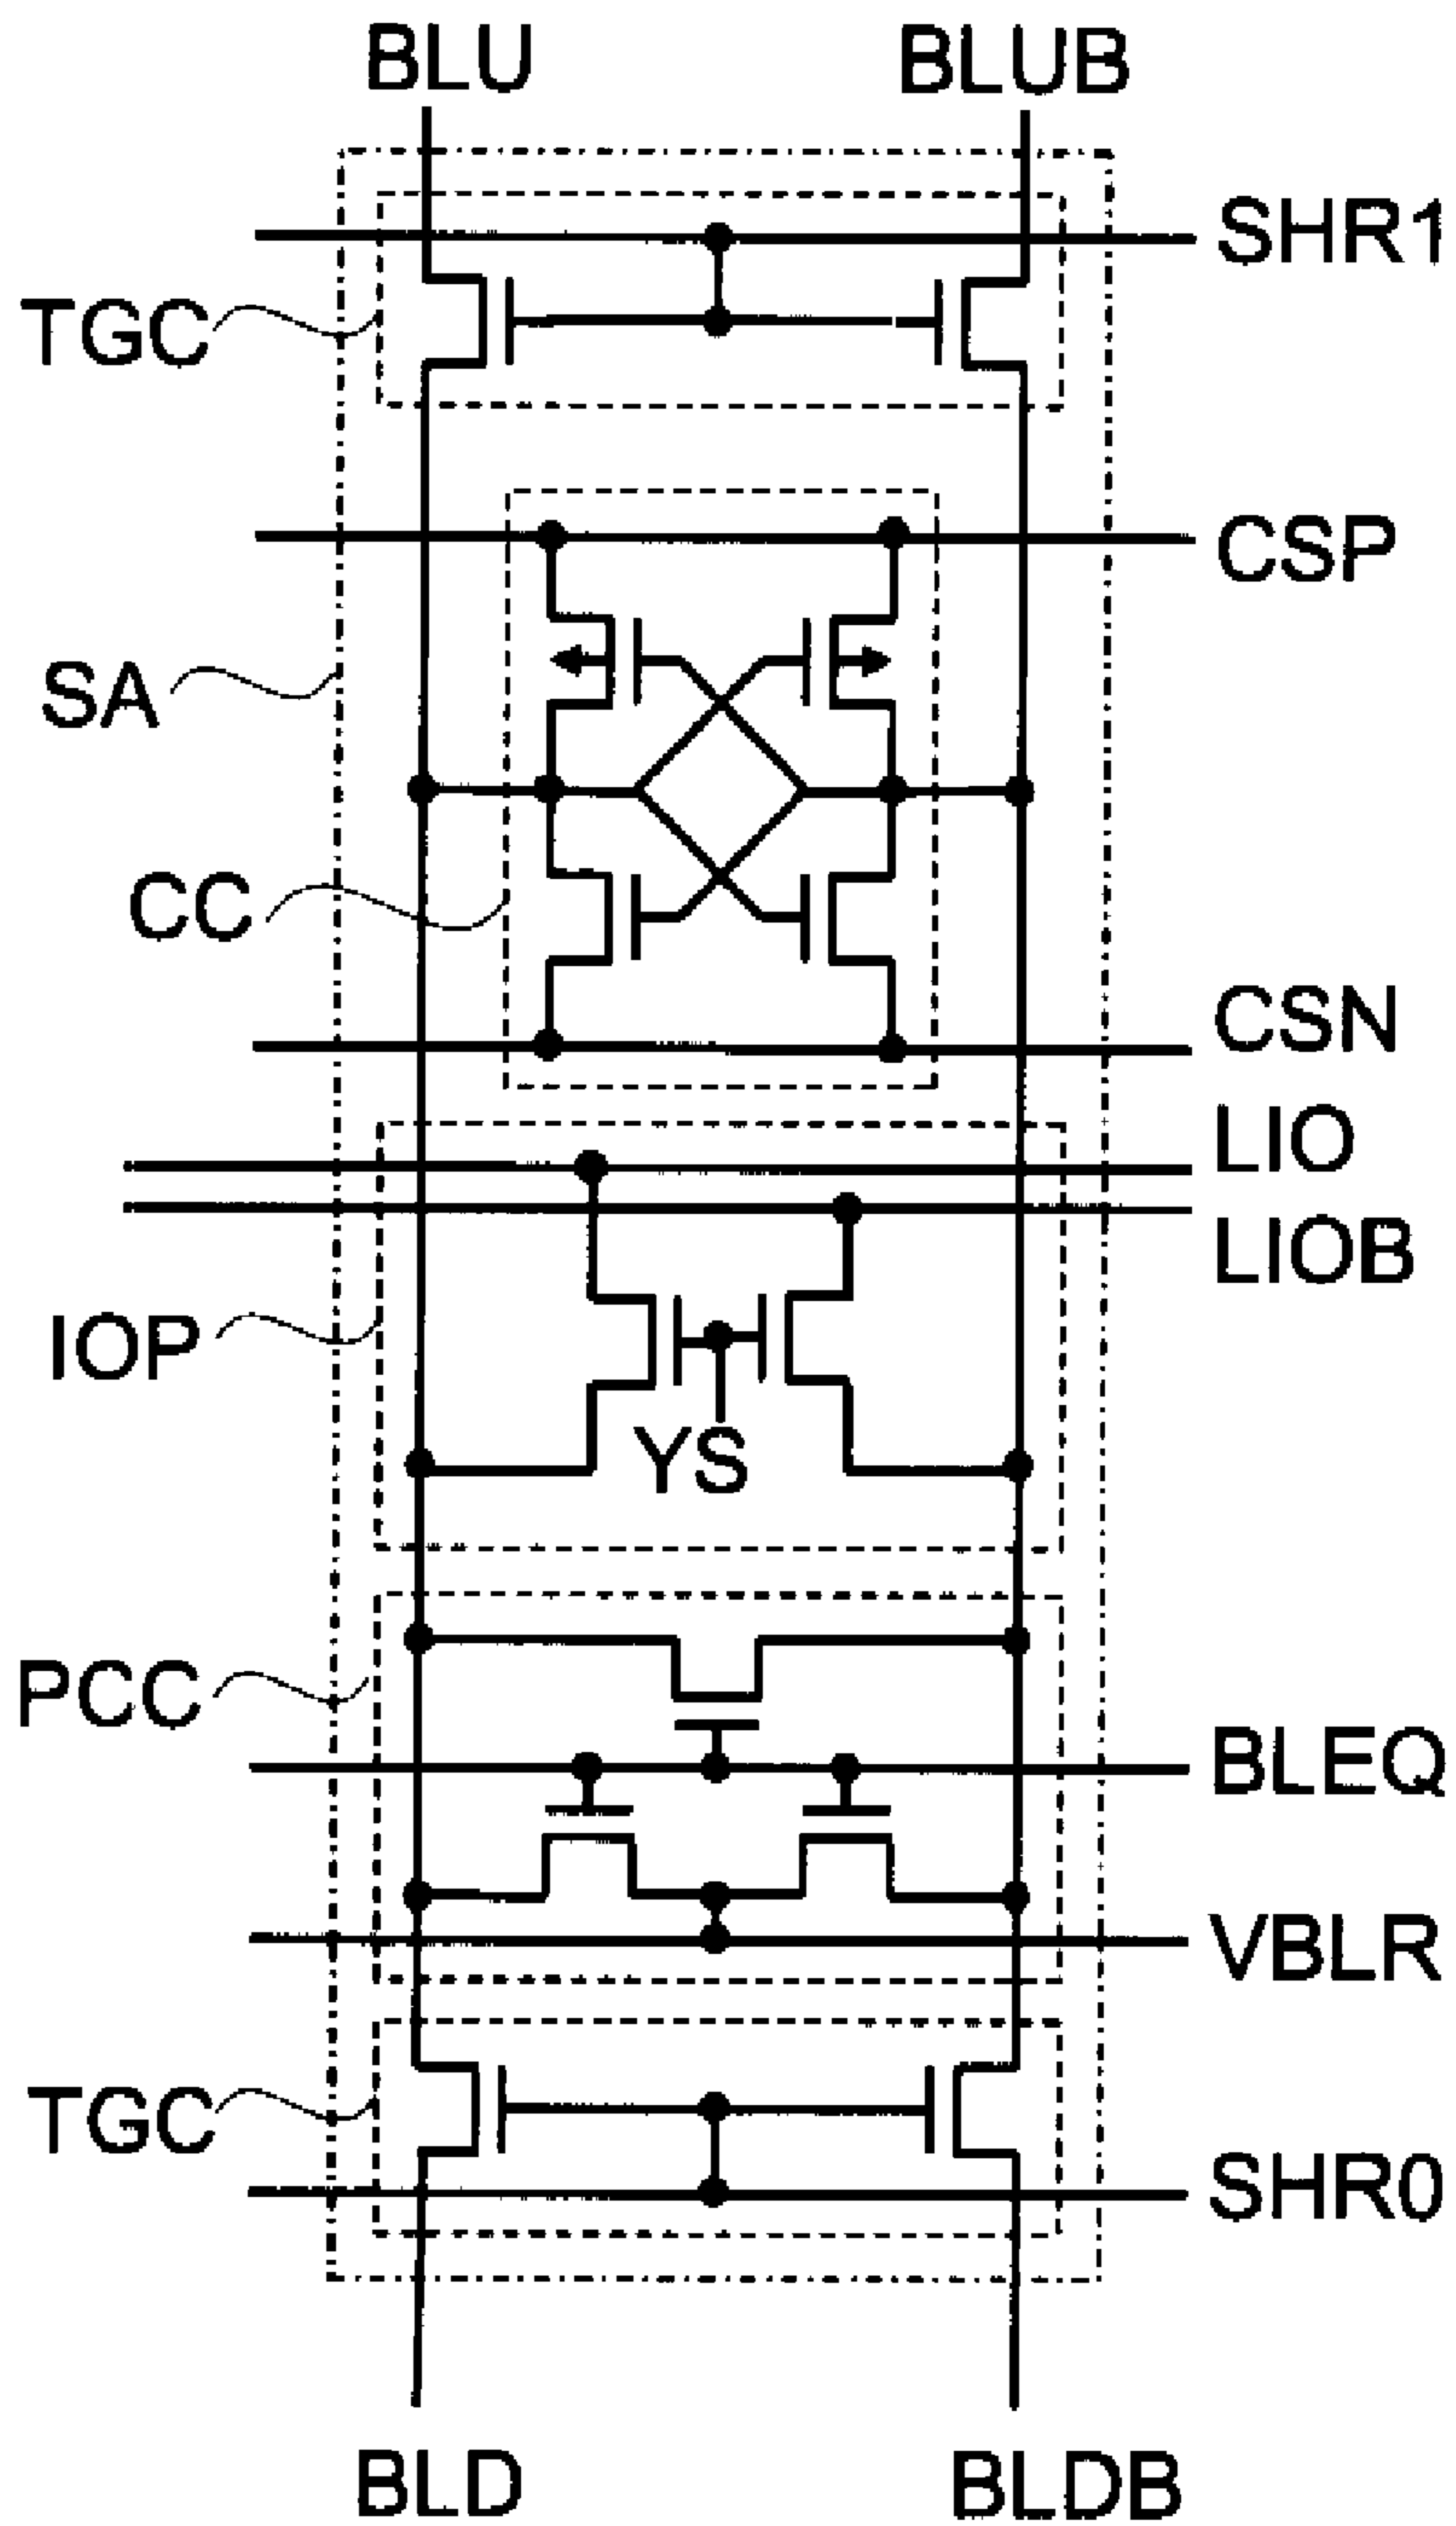 BLU BLUB
SHR1
TGC
CSP
SA
CC
CSN
LIO
LIOB
IOP
YS
PCC
BLEQ
VBLR
TGC
SHR0
BLD BLDB